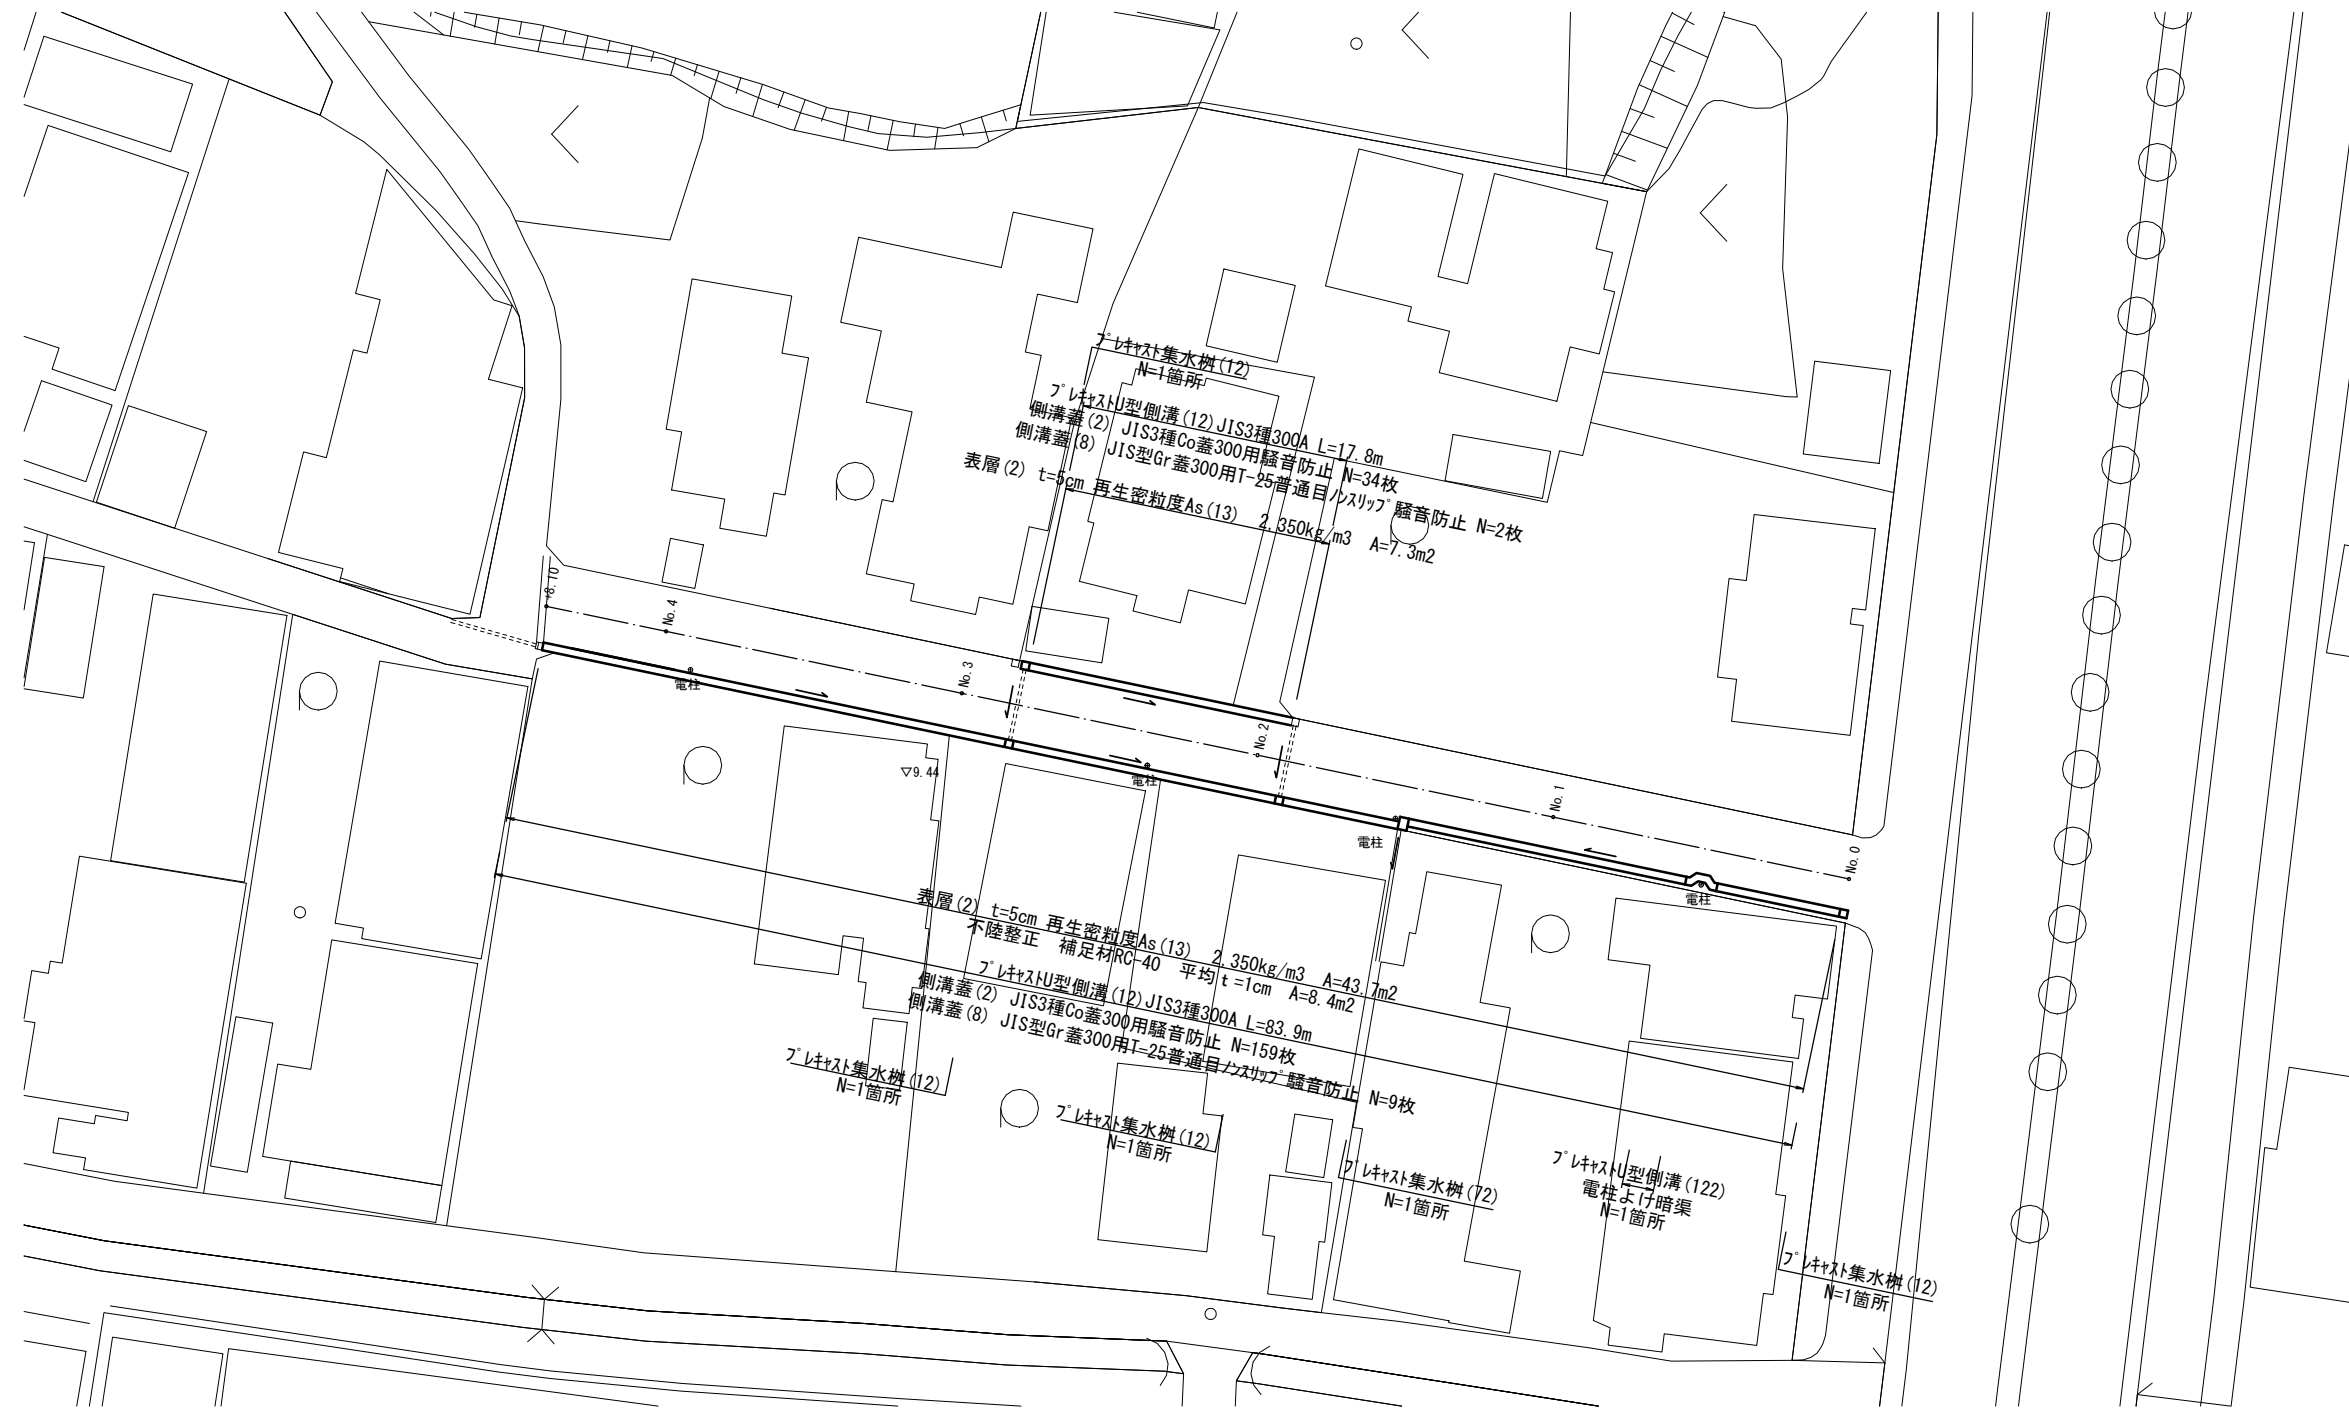 ﾌﾟﾚｷｬｽﾄ集水桝(12)
N=1箇所
ﾌﾟﾚｷｬｽﾄU型側溝(12)JIS3種300A L=17.8m
側溝蓋(2) JIS3種Co蓋300用騒音防止 N=34枚
側溝蓋(8) JIS型Gr蓋300用T-25普通目ﾉﾝｽﾘｯﾌﾟ騒音防止 N=2枚
表層(2) t=5cm 再生密粒度As(13) 2,350kg/m3 A=7.3m2
+8.10
No.4
No.3
No.2
No.1
No.0
電柱
電柱
電柱
電柱
▽9.44
表層(2) t=5cm 再生密粒度As(13) 2,350kg/m3 A=43.7m2
不陸整正 補足材RC-40 平均t=1cm A=8.4m2
ﾌﾟﾚｷｬｽﾄU型側溝(12)JIS3種300A L=83.9m
側溝蓋(2) JIS3種Co蓋300用騒音防止 N=159枚
側溝蓋(8) JIS型Gr蓋300用T-25普通目ﾉﾝｽﾘｯﾌﾟ騒音防止 N=9枚
ﾌﾟﾚｷｬｽﾄ集水桝(12)
N=1箇所
ﾌﾟﾚｷｬｽﾄ集水桝(12)
N=1箇所
ﾌﾟﾚｷｬｽﾄ集水桝(72)
N=1箇所
ﾌﾟﾚｷｬｽﾄU型側溝(122)
電柱よけ暗渠
N=1箇所
ﾌﾟﾚｷｬｽﾄ集水桝(12)
N=1箇所